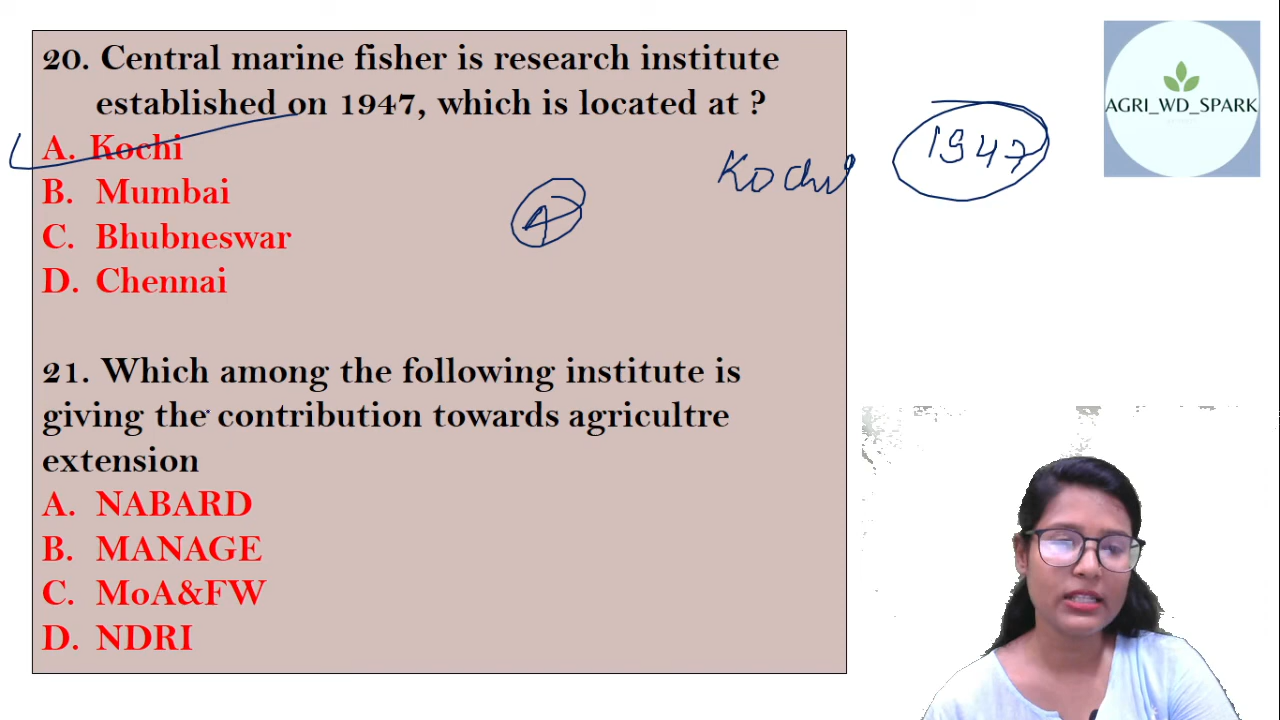 20. Central marine fisher is research institute
established on 1947, which is located at ?
A. Kochi
B. Mumbai
C. Bhubneswar
D. Chennai
A
Kochi
1947
AGRI_WD_SPARK
21. Which among the following institute is
giving the contribution towards agricultre
extension
A. NABARD
B. MANAGE
C. MoA&FW
D. NDRI